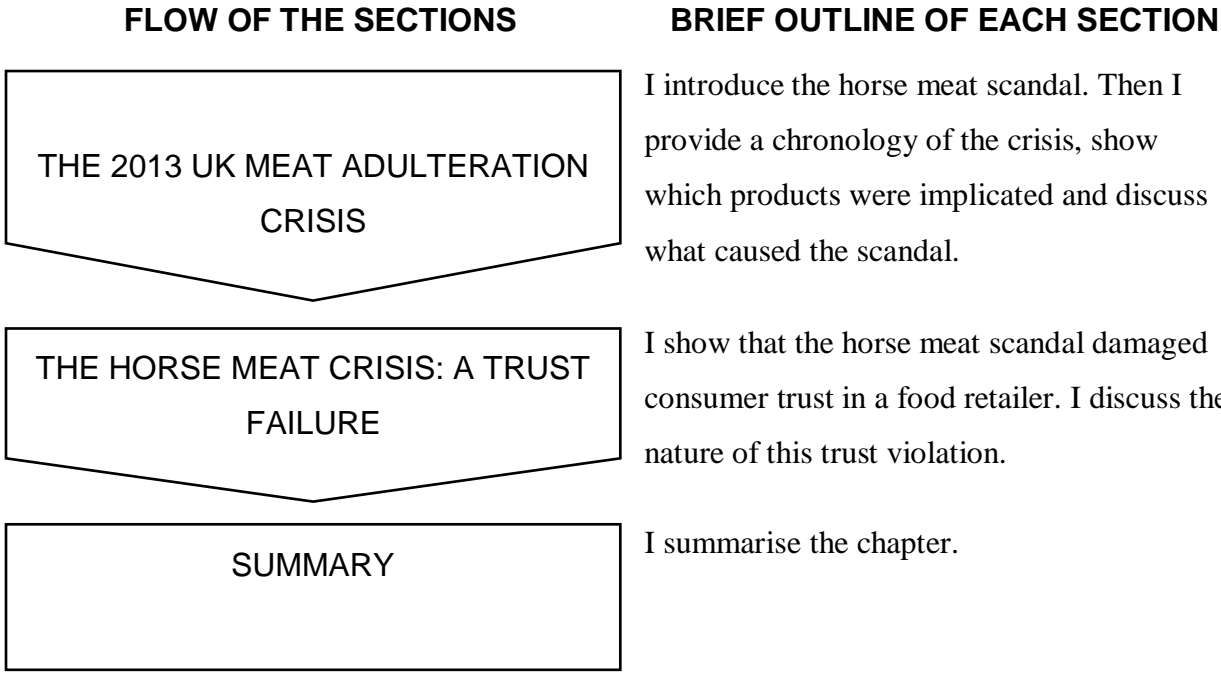 FLOW OF THE SECTIONS
BRIEF OUTLINE OF EACH SECTION
THE 2013 UK MEAT ADULTERATION
CRISIS
I introduce the horse meat scandal. Then I
provide a chronology of the crisis, show
which products were implicated and discuss
what caused the scandal.
THE HORSE MEAT CRISIS: A TRUST
FAILURE
I show that the horse meat scandal damaged
consumer trust in a food retailer. I discuss the
nature of this trust violation.
SUMMARY
I summarise the chapter.